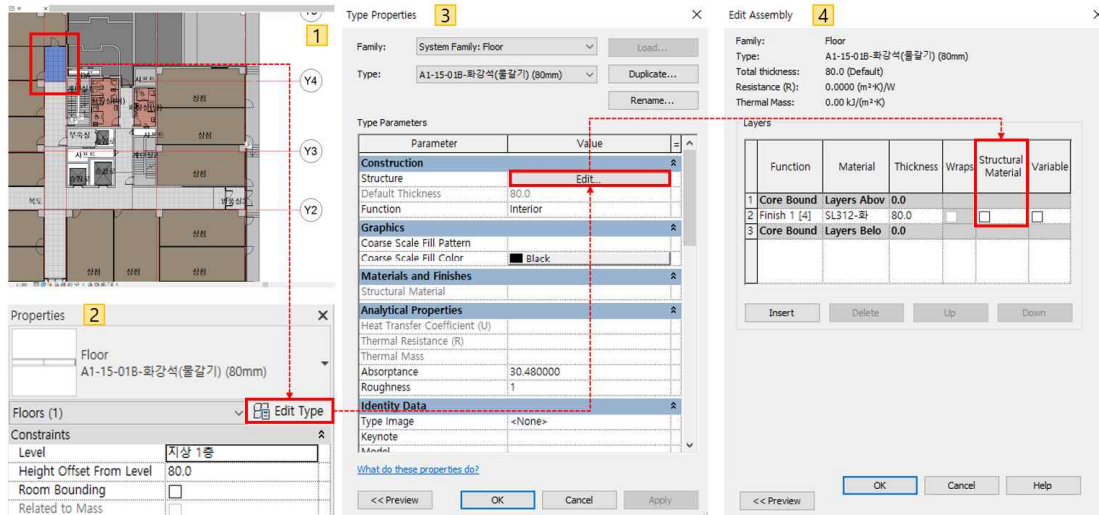 1
Y4
Y3
Y2
상점
상점
상점
상점
상점
상점
상점
부속실
복도
Properties 2
Floor
A1-15-01B-화강석(물갈기) (80mm)
Floors (1)
Edit Type
Constraints
Level 지상 1층
Height Offset From Level 80.0
Room Bounding
Related to Mass
Type Properties 3
Family: System Family: Floor Load...
Type: A1-15-01B-화강석(물갈기) (80mm) Duplicate...
Rename...
Type Parameters
Parameter Value =
Construction
Structure Edit...
Default Thickness 80.0
Function Interior
Graphics
Coarse Scale Fill Pattern
Coarse Scale Fill Color Black
Materials and Finishes
Structural Material
Analytical Properties
Heat Transfer Coefficient (U)
Thermal Resistance (R)
Thermal Mass
Absorptance 30.480000
Roughness 1
Identity Data
Type Image <None>
Keynote
Model
What do these properties do?
<< Preview OK Cancel Apply
Edit Assembly 4
Family: Floor
Type: A1-15-01B-화강석(물갈기) (80mm)
Total thickness: 80.0 (Default)
Resistance (R): 0.0000 (m²·K)/W
Thermal Mass: 0.00 kJ/(m²·K)
Layers
Function Material Thickness Wraps Structural Material Variable
1 Core Bound Layers Abov 0.0
2 Finish 1 [4] SL312-화 80.0
3 Core Bound Layers Belo 0.0
Insert Delete Up Down
OK Cancel Help
<< Preview